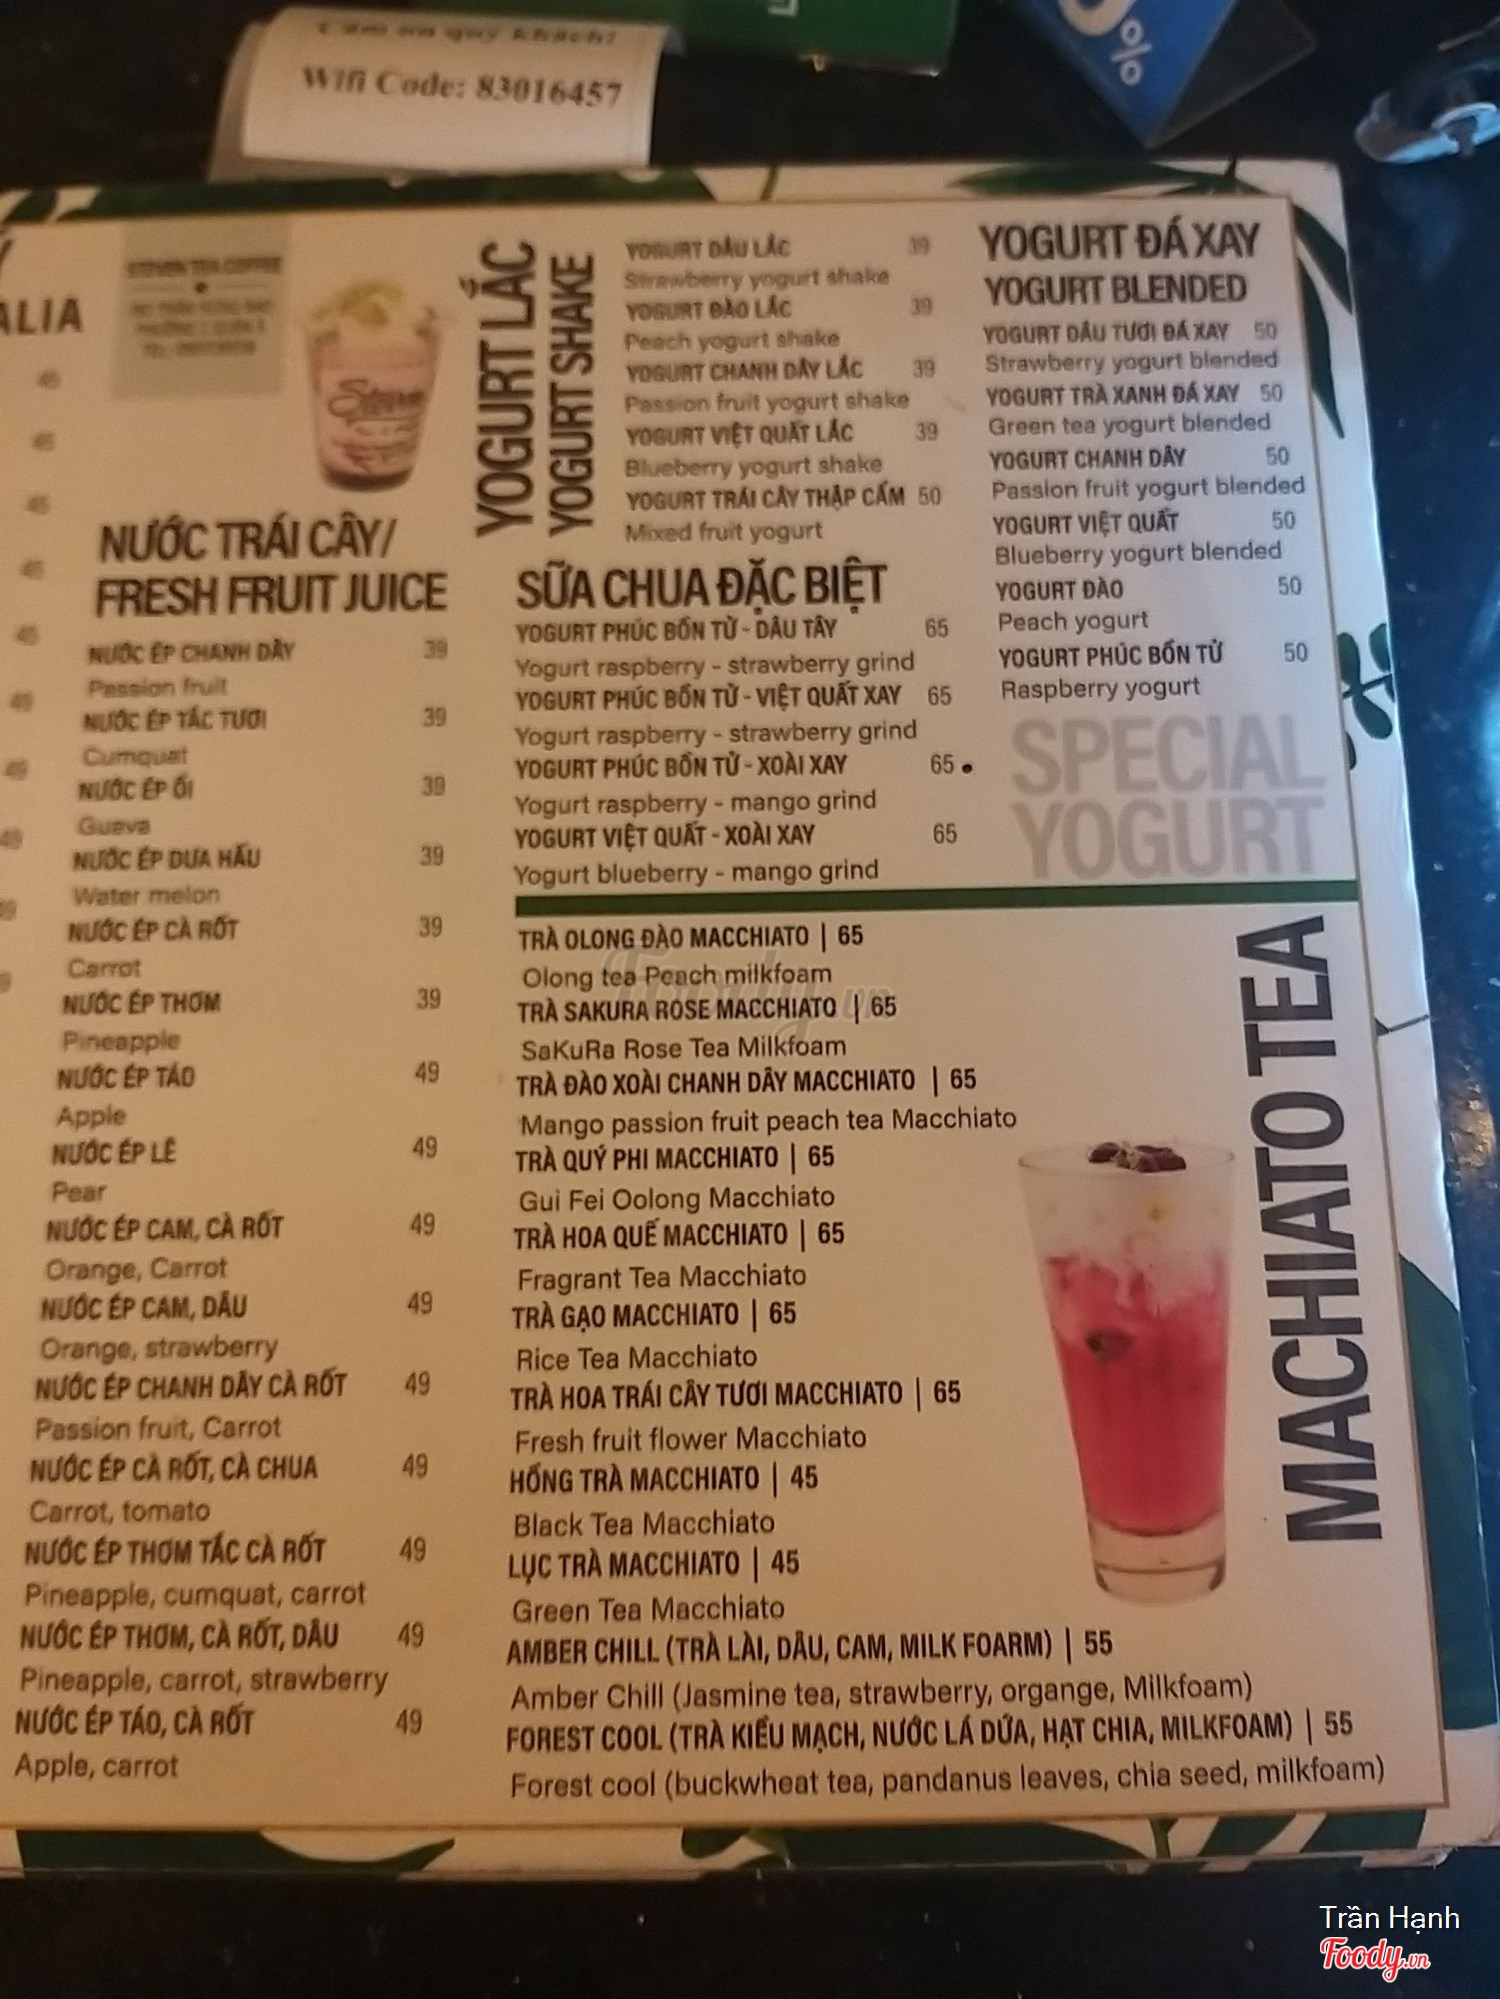 Cảm ơn quý khách!
Wifi Code: 83016457
%
ALIA
45
45
45
45
45
49
49
49
49
49
STEVEN TEA COFFEE
NƯỚC TRÁI CÂY/
FRESH FRUIT JUICE
NƯỚC ÉP CHANH DÂY 39
Passion fruit
NƯỚC ÉP TẮC TƯƠI 39
Cumquat
NƯỚC ÉP ỔI 39
Guava
NƯỚC ÉP DƯA HẤU 39
Water melon
NƯỚC ÉP CÀ RỐT 39
Carrot
NƯỚC ÉP THƠM 39
Pineapple
NƯỚC ÉP TÁO 49
Apple
NƯỚC ÉP LÊ 49
Pear
NƯỚC ÉP CAM, CÀ RỐT 49
Orange, Carrot
NƯỚC ÉP CAM, DÂU 49
Orange, strawberry
NƯỚC ÉP CHANH DÂY CÀ RỐT 49
Passion fruit, Carrot
NƯỚC ÉP CÀ RỐT, CÀ CHUA 49
Carrot, tomato
NƯỚC ÉP THƠM TẮC CÀ RỐT 49
Pineapple, cumquat, carrot
NƯỚC ÉP THƠM, CÀ RỐT, DÂU 49
Pineapple, carrot, strawberry
NƯỚC ÉP TÁO, CÀ RỐT 49
Apple, carrot
YOGURT LẮC
YOGURT SHAKE
YOGURT DÂU LẮC 39
Strawberry yogurt shake
YOGURT ĐÀO LẮC 39
Peach yogurt shake
YOGURT CHANH DÂY LẮC 39
Passion fruit yogurt shake
YOGURT VIỆT QUẤT LẮC 39
Blueberry yogurt shake
YOGURT TRÁI CÂY THẬP CẨM 50
Mixed fruit yogurt
YOGURT ĐÁ XAY
YOGURT BLENDED
YOGURT DÂU TƯƠI ĐÁ XAY 50
Strawberry yogurt blended
YOGURT TRÀ XANH ĐÁ XAY 50
Green tea yogurt blended
YOGURT CHANH DÂY 50
Passion fruit yogurt blended
YOGURT VIỆT QUẤT 50
Blueberry yogurt blended
YOGURT ĐÀO 50
Peach yogurt
YOGURT PHÚC BỒN TỬ 50
Raspberry yogurt
SỮA CHUA ĐẶC BIỆT
YOGURT PHÚC BỒN TỬ - DÂU TÂY 65
Yogurt raspberry - strawberry grind
YOGURT PHÚC BỒN TỬ - VIỆT QUẤT XAY 65
Yogurt raspberry - strawberry grind
YOGURT PHÚC BỒN TỬ - XOÀI XAY 65
Yogurt raspberry - mango grind
YOGURT VIỆT QUẤT - XOÀI XAY 65
Yogurt blueberry - mango grind
SPECIAL
YOGURT
TRÀ OLONG ĐÀO MACCHIATO | 65
Olong tea Peach milkfoam
TRÀ SAKURA ROSE MACCHIATO | 65
SaKuRa Rose Tea Milkfoam
TRÀ ĐÀO XOÀI CHANH DÂY MACCHIATO | 65
Mango passion fruit peach tea Macchiato
TRÀ QUÝ PHI MACCHIATO | 65
Gui Fei Oolong Macchiato
TRÀ HOA QUẾ MACCHIATO | 65
Fragrant Tea Macchiato
TRÀ GẠO MACCHIATO | 65
Rice Tea Macchiato
TRÀ HOA TRÁI CÂY TƯƠI MACCHIATO | 65
Fresh fruit flower Macchiato
HỒNG TRÀ MACCHIATO | 45
Black Tea Macchiato
LỤC TRÀ MACCHIATO | 45
Green Tea Macchiato
AMBER CHILL (TRÀ LÀI, DÂU, CAM, MILK FOARM) | 55
Amber Chill (Jasmine tea, strawberry, organge, Milkfoam)
FOREST COOL (TRÀ KIỀU MẠCH, NƯỚC LÁ DỨA, HẠT CHIA, MILKFOAM) | 55
Forest cool (buckwheat tea, pandanus leaves, chia seed, milkfoam)
MACHIATO TEA
Foody.vn
Trần Hạnh
Foody.vn